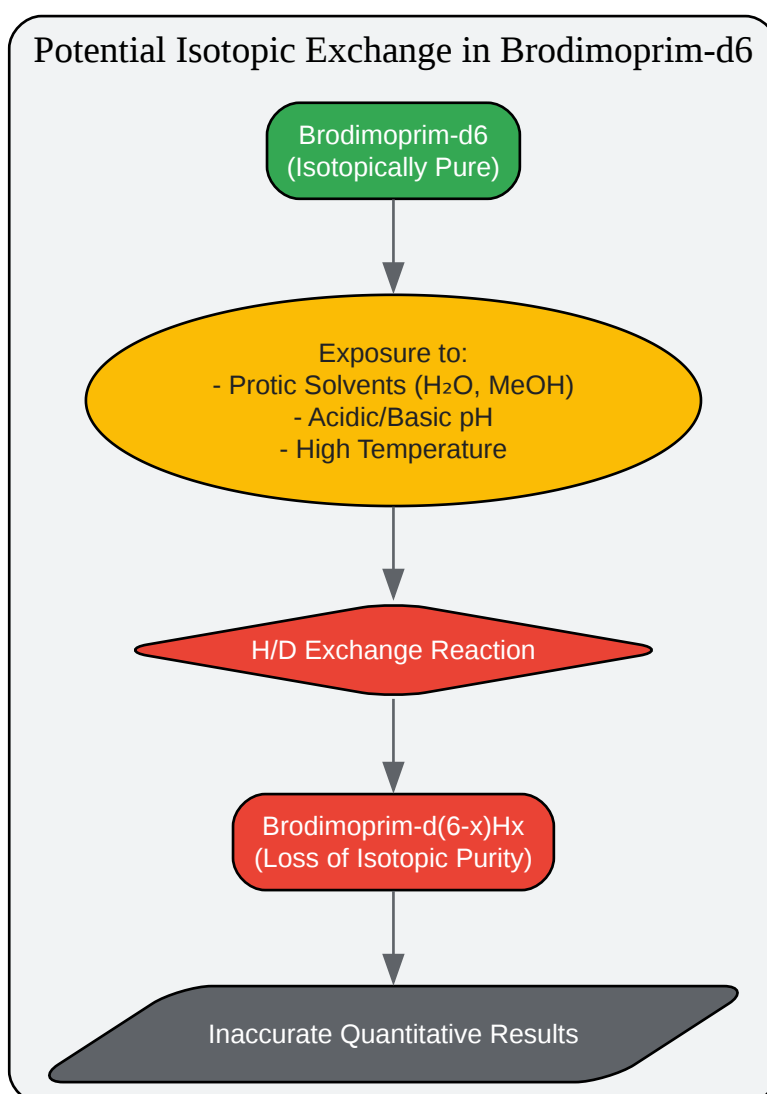 Potential Isotopic Exchange in Brodimoprim-d6
Brodimoprim-d6
(Isotopically Pure)
Exposure to:
- Protic Solvents (H₂O, MeOH)
- Acidic/Basic pH
- High Temperature
H/D Exchange Reaction
Brodimoprim-d(6-x)Hx
(Loss of Isotopic Purity)
Inaccurate Quantitative Results